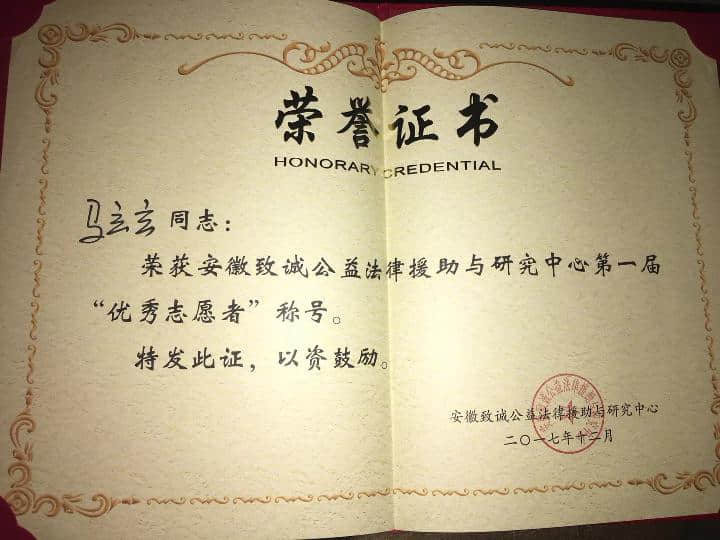 荣誉证书
HONORARY CREDENTIAL
马玄玄同志：
荣获安徽致诚公益法律援助与研究中心第一届
“优秀志愿者”称号。
特发此证，以资鼓励。
安徽致诚公益法律援助与研究中心
二〇一七年十二月